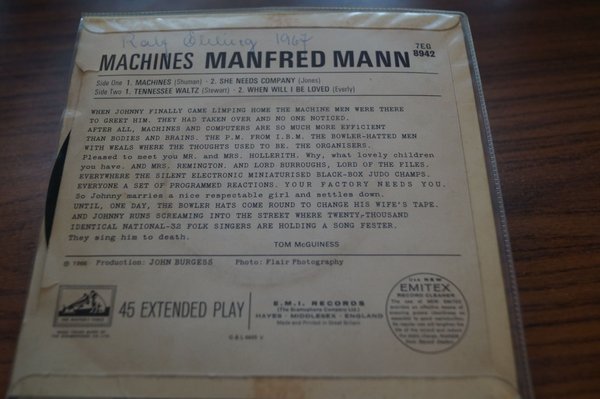 Ralf 1967
MACHINES MANFRED MANN 7EG 8942
Side One 1. MACHINES (Shuman) · 2. SHE NEEDS COMPANY (Jones)
Side Two 1. TENNESSEE WALTZ (Stewart) · 2. WHEN WILL I BE LOVED (Everly)
WHEN JOHNNY FINALLY CAME LIMPING HOME THE MACHINE MEN WERE THERE
TO GREET HIM. THEY HAD TAKEN OVER AND NO ONE NOTICED.
AFTER ALL, MACHINES AND COMPUTERS ARE SO MUCH MORE EFFICIENT
THAN BODIES AND BRAINS. THE P.M. FROM I.B.M. THE BOWLER-HATTED MEN
WITH WEALS WHERE THE THOUGHTS USED TO BE. THE ORGANISERS.
Pleased to meet you MR. and MRS. HOLLERITH. Why, what lovely children
you have. AND MRS. REMINGTON. AND LORD BURROUGHS, LORD OF THE FILES.
EVERYWHERE THE SILENT ELECTRONIC MINIATURISED BLACK-BOX JUDO CHAMPS.
EVERYONE A SET OF PROGRAMMED REACTIONS. YOUR FACTORY NEEDS YOU.
So Johnny marries a nice respectable girl and settles down.
UNTIL, ONE DAY, THE BOWLER HATS COME ROUND TO CHANGE HIS WIFE'S TAPE.
AND JOHNNY RUNS SCREAMING INTO THE STREET WHERE TWENTY-THOUSAND
IDENTICAL NATIONAL-32 FOLK SINGERS ARE HOLDING A SONG FESTER.
They sing him to death.
TOM McGUINESS
© 1966 Production: JOHN BURGESS Photo: Flair Photography
45 EXTENDED PLAY
E.M.I. RECORDS
(The Gramophone Company Ltd.)
HAYES · MIDDLESEX · ENGLAND
Made and Printed in Great Britain
Use NEW
EMITEX
RECORD CLEANER